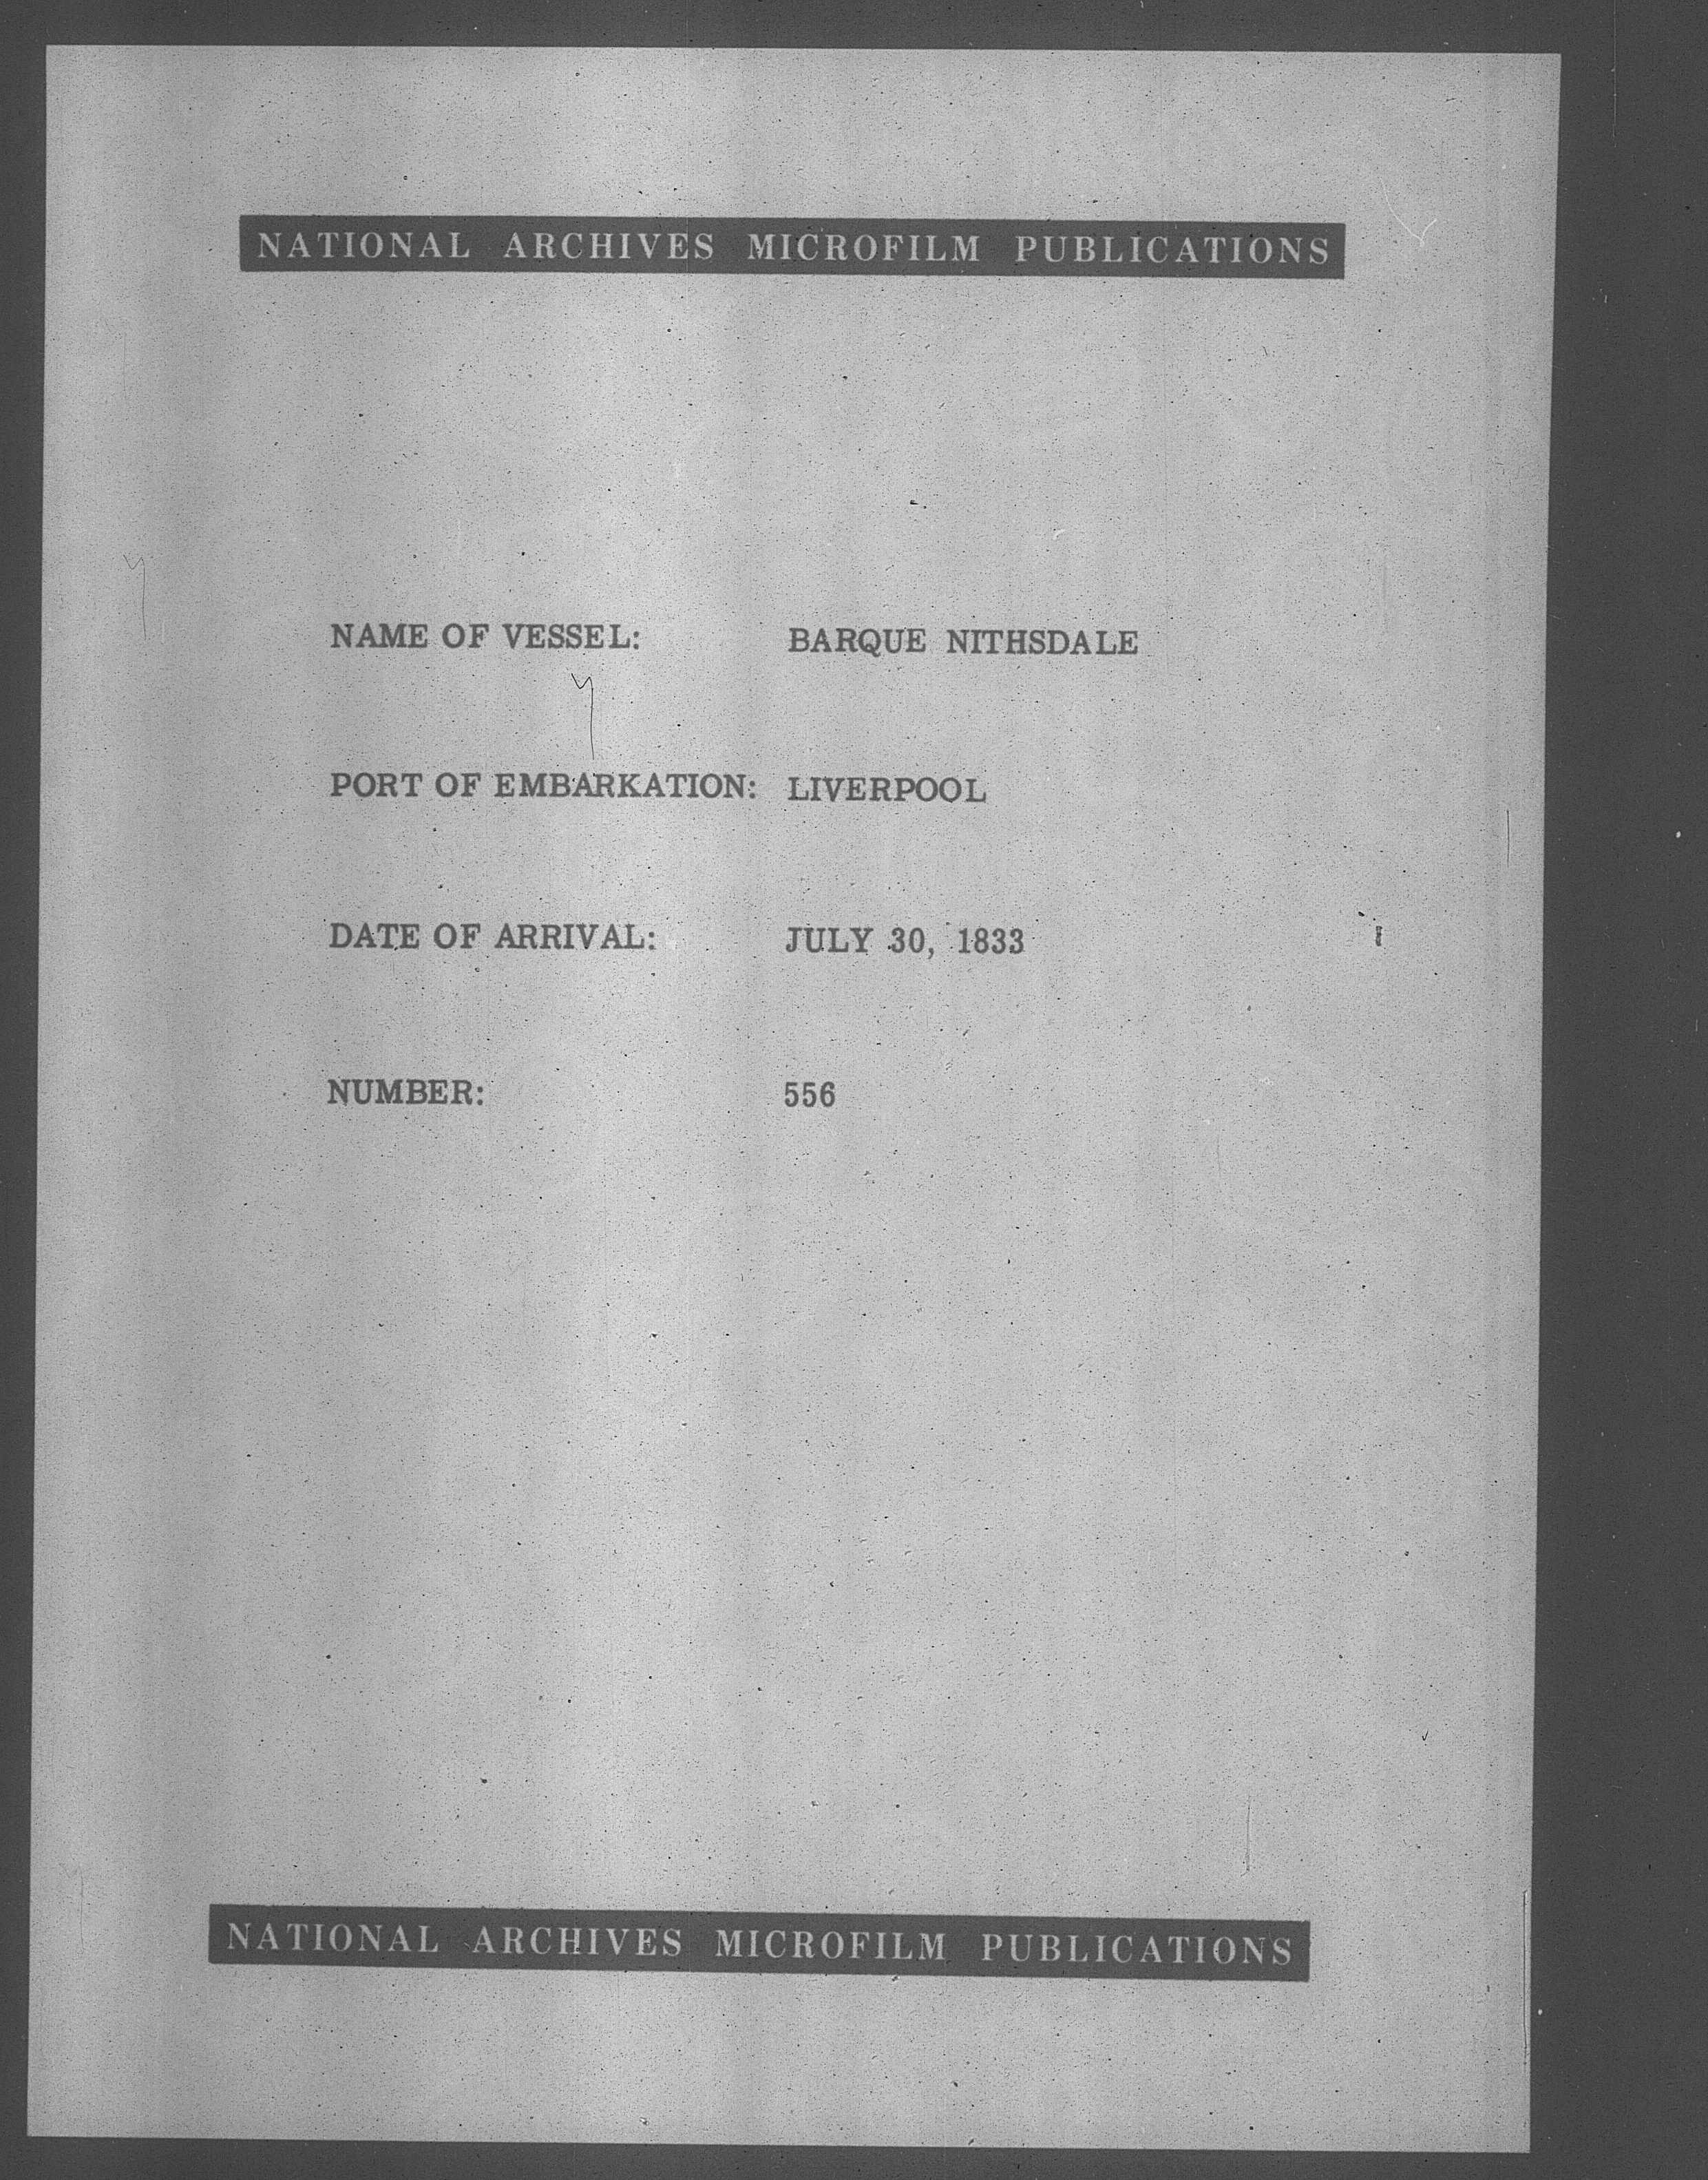 NATIONAL ARCHIVES MICROFILM PUBLICATIONS
NAME OF VESSEL: BARQUE NITHSDALE
PORT OF EMBARKATION: LIVERPOOL
DATE OF ARRIVAL: JULY 30, 1833
NUMBER: 556
NATIONAL ARCHIVES MICROFILM PUBLICATIONS